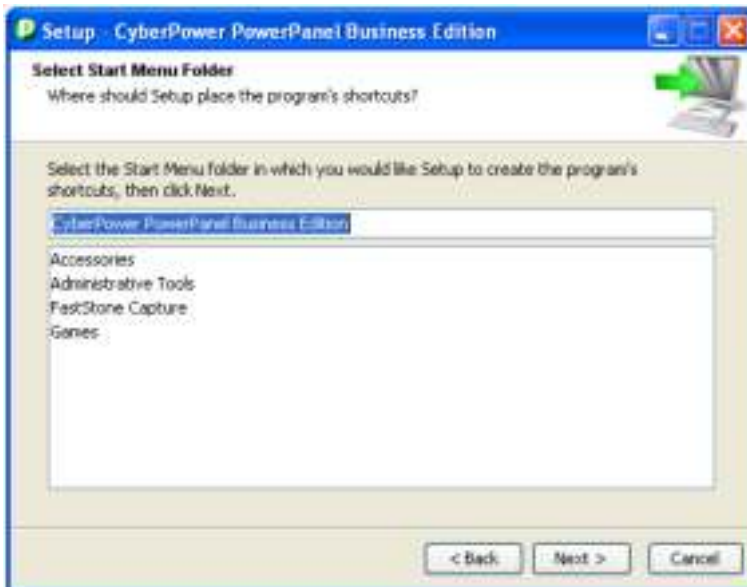 Setup - CyberPower PowerPanel Business Edition
Select Start Menu Folder
Where should Setup place the program's shortcuts?
Select the Start Menu folder in which you would like Setup to create the program's
shortcuts, then click Next.
CyberPower PowerPanel Business Edition
Accessories
Administrative Tools
FastStone Capture
Games
< Back
Next >
Cancel